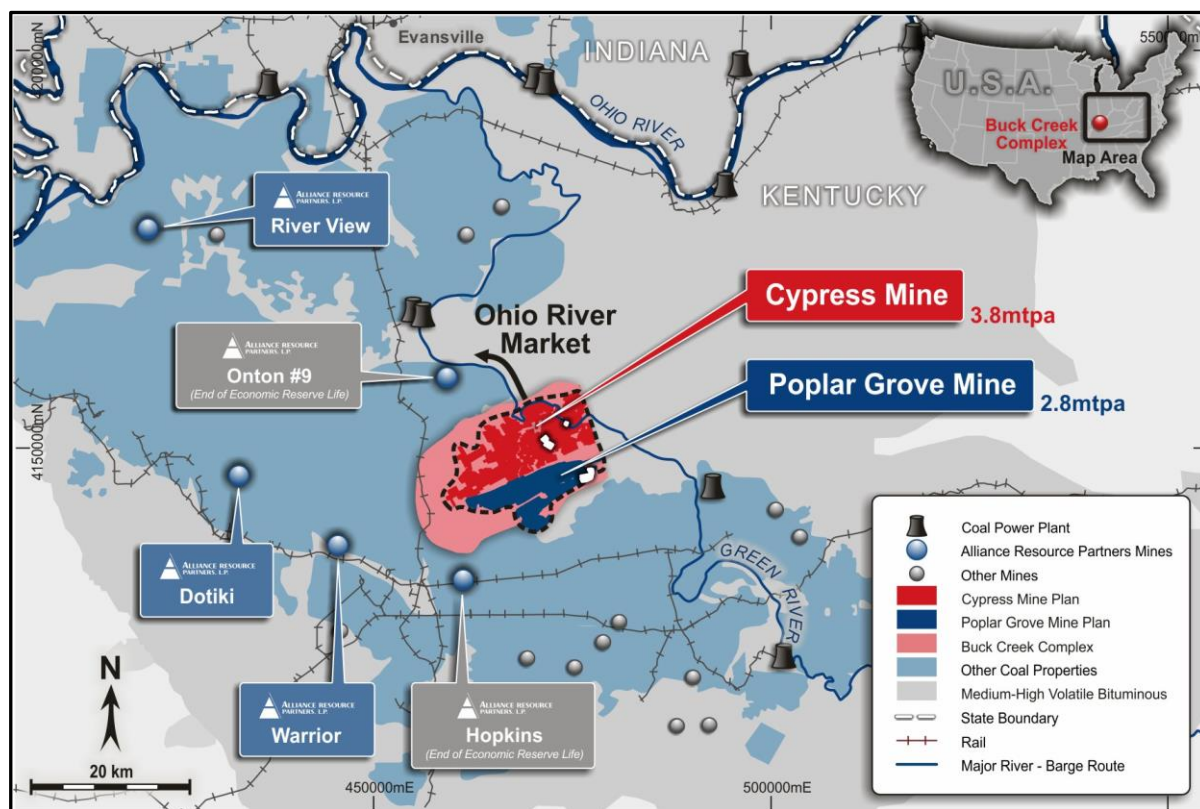 Evansville
INDIANA
4200000mN
550000mE
OHIO RIVER
U.S.A.
Buck Creek
Complex
Map Area
KENTUCKY
ALLIANCE RESOURCE
PARTNERS, L.P.
River View
Cypress Mine
3.8mtpa
Ohio River
Market
ALLIANCE RESOURCE
PARTNERS, L.P.
Onton #9
(End of Economic Reserve Life)
Poplar Grove Mine
2.8mtpa
4150000mN
ALLIANCE RESOURCE
PARTNERS, L.P.
Dotiki
GREEN RIVER
ALLIANCE RESOURCE
PARTNERS, L.P.
Warrior
ALLIANCE RESOURCE
PARTNERS, L.P.
Hopkins
(End of Economic Reserve Life)
N
20 km
450000mE
500000mE
Coal Power Plant
Alliance Resource Partners Mines
Other Mines
Cypress Mine Plan
Poplar Grove Mine Plan
Buck Creek Complex
Other Coal Properties
Medium-High Volatile Bituminous
State Boundary
Rail
Major River - Barge Route